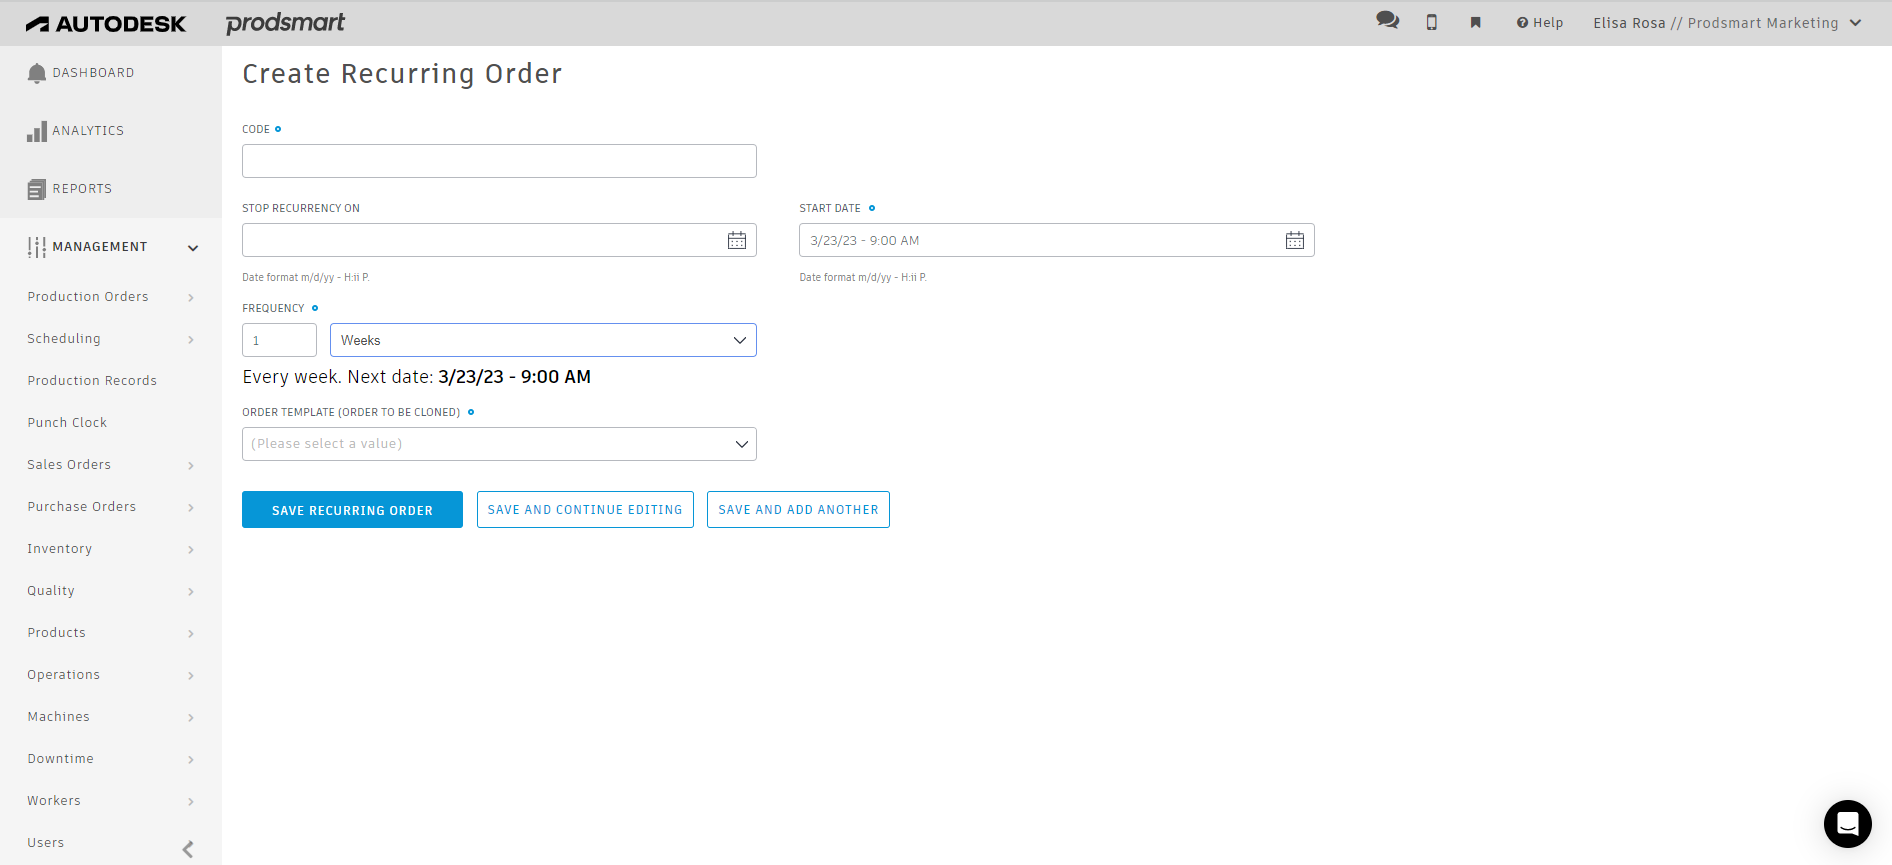 AUTODESK prodsmart Help Elisa Rosa // Prodsmart Marketing
DASHBOARD
ANALYTICS
REPORTS
MANAGEMENT
Production Orders
Scheduling
Production Records
Punch Clock
Sales Orders
Purchase Orders
Inventory
Quality
Products
Operations
Machines
Downtime
Workers
Users
Create Recurring Order
CODE
STOP RECURRENCY ON START DATE
3/23/23 - 9:00 AM
Date format m/d/yy - H:ii P. Date format m/d/yy - H:ii P.
FREQUENCY
1 Weeks
Every week. Next date: 3/23/23 - 9:00 AM
ORDER TEMPLATE (ORDER TO BE CLONED)
(Please select a value)
SAVE RECURRING ORDER SAVE AND CONTINUE EDITING SAVE AND ADD ANOTHER